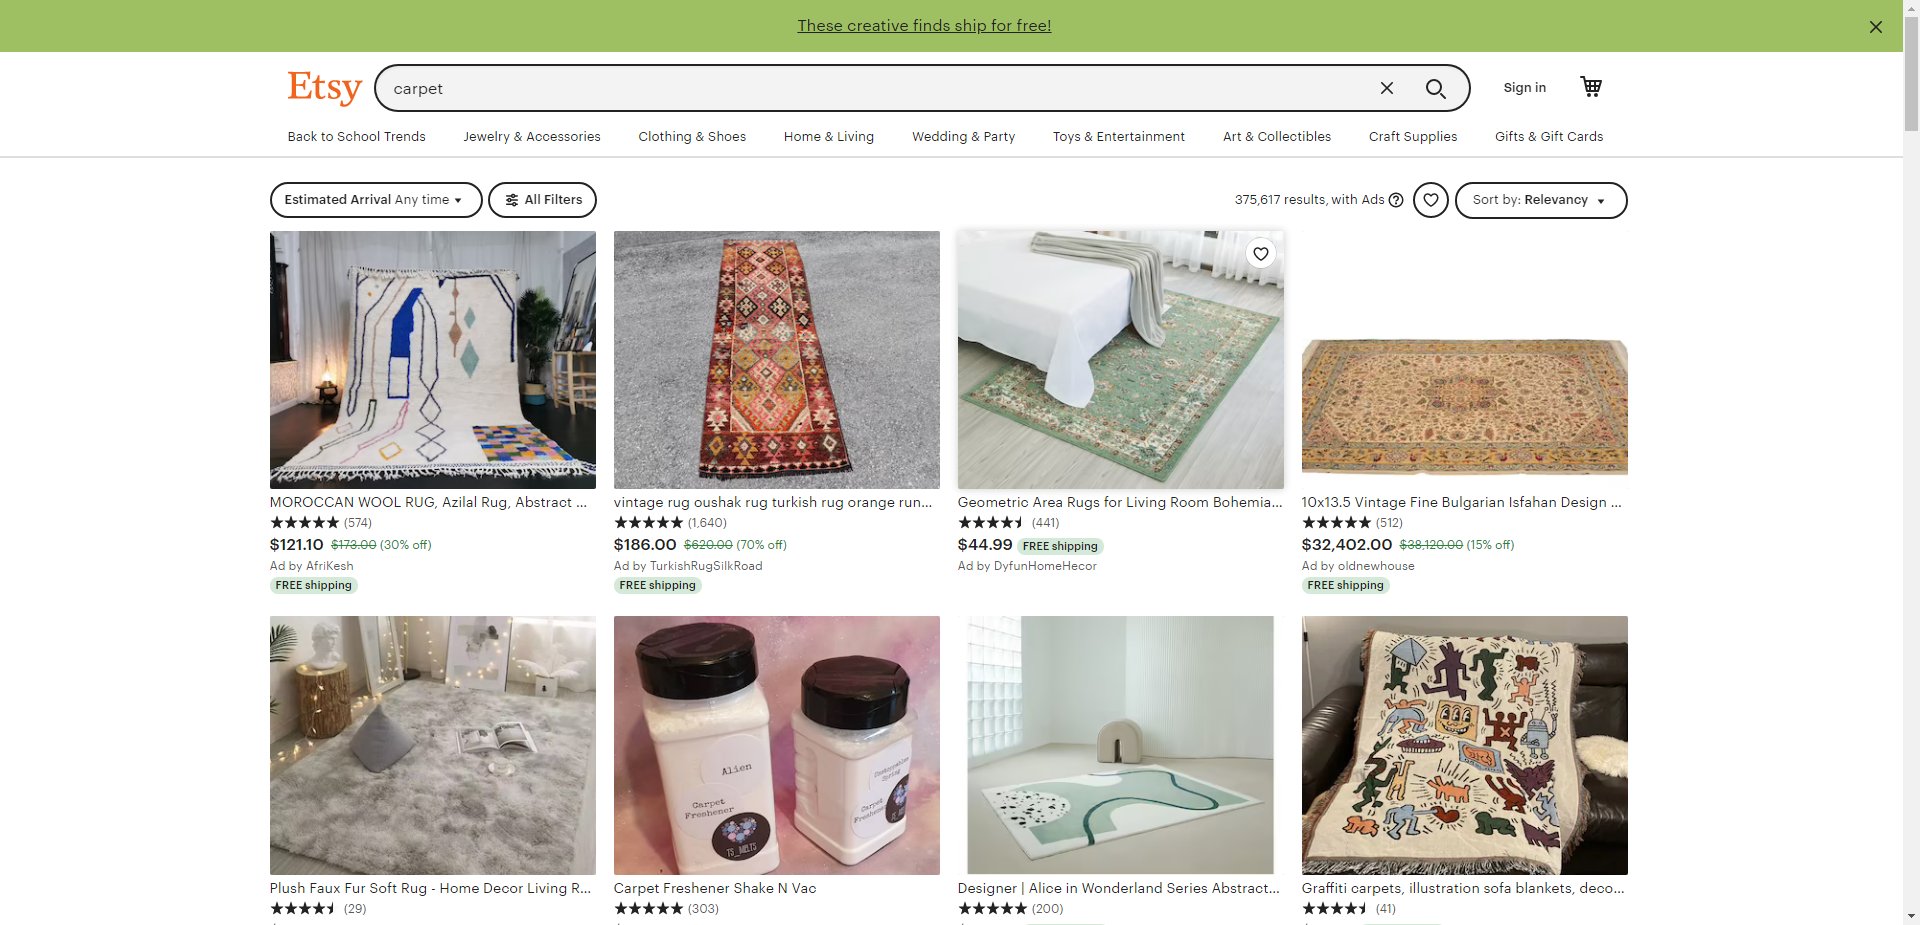 These creative finds ship for free!
Etsy
carpet
Sign in
Back to School Trends
Jewelry & Accessories
Clothing & Shoes
Home & Living
Wedding & Party
Toys & Entertainment
Art & Collectibles
Craft Supplies
Gifts & Gift Cards
Estimated Arrival Any time
All Filters
375,617 results, with Ads
Sort by: Relevancy
MOROCCAN WOOL RUG, Azilal Rug, Abstract ...
(574)
$121.10 $173.00 (30% off)
Ad by AfriKesh
FREE shipping
vintage rug oushak rug turkish rug orange run...
(1,640)
$186.00 $620.00 (70% off)
Ad by TurkishRugSilkRoad
FREE shipping
Geometric Area Rugs for Living Room Bohemia...
(441)
$44.99 FREE shipping
Ad by DyfunHomeHecor
10x13.5 Vintage Fine Bulgarian Isfahan Design ...
(512)
$32,402.00 $38,120.00 (15% off)
Ad by oldnewhouse
FREE shipping
Plush Faux Fur Soft Rug - Home Decor Living R...
(29)
Alien
Carpet
Freshener
TS_MELTS
Unstoppables
Spring
Carpet
Freshener
Carpet Freshener Shake N Vac
(303)
Designer | Alice in Wonderland Series Abstract...
(200)
Graffiti carpets, illustration sofa blankets, deco...
(41)